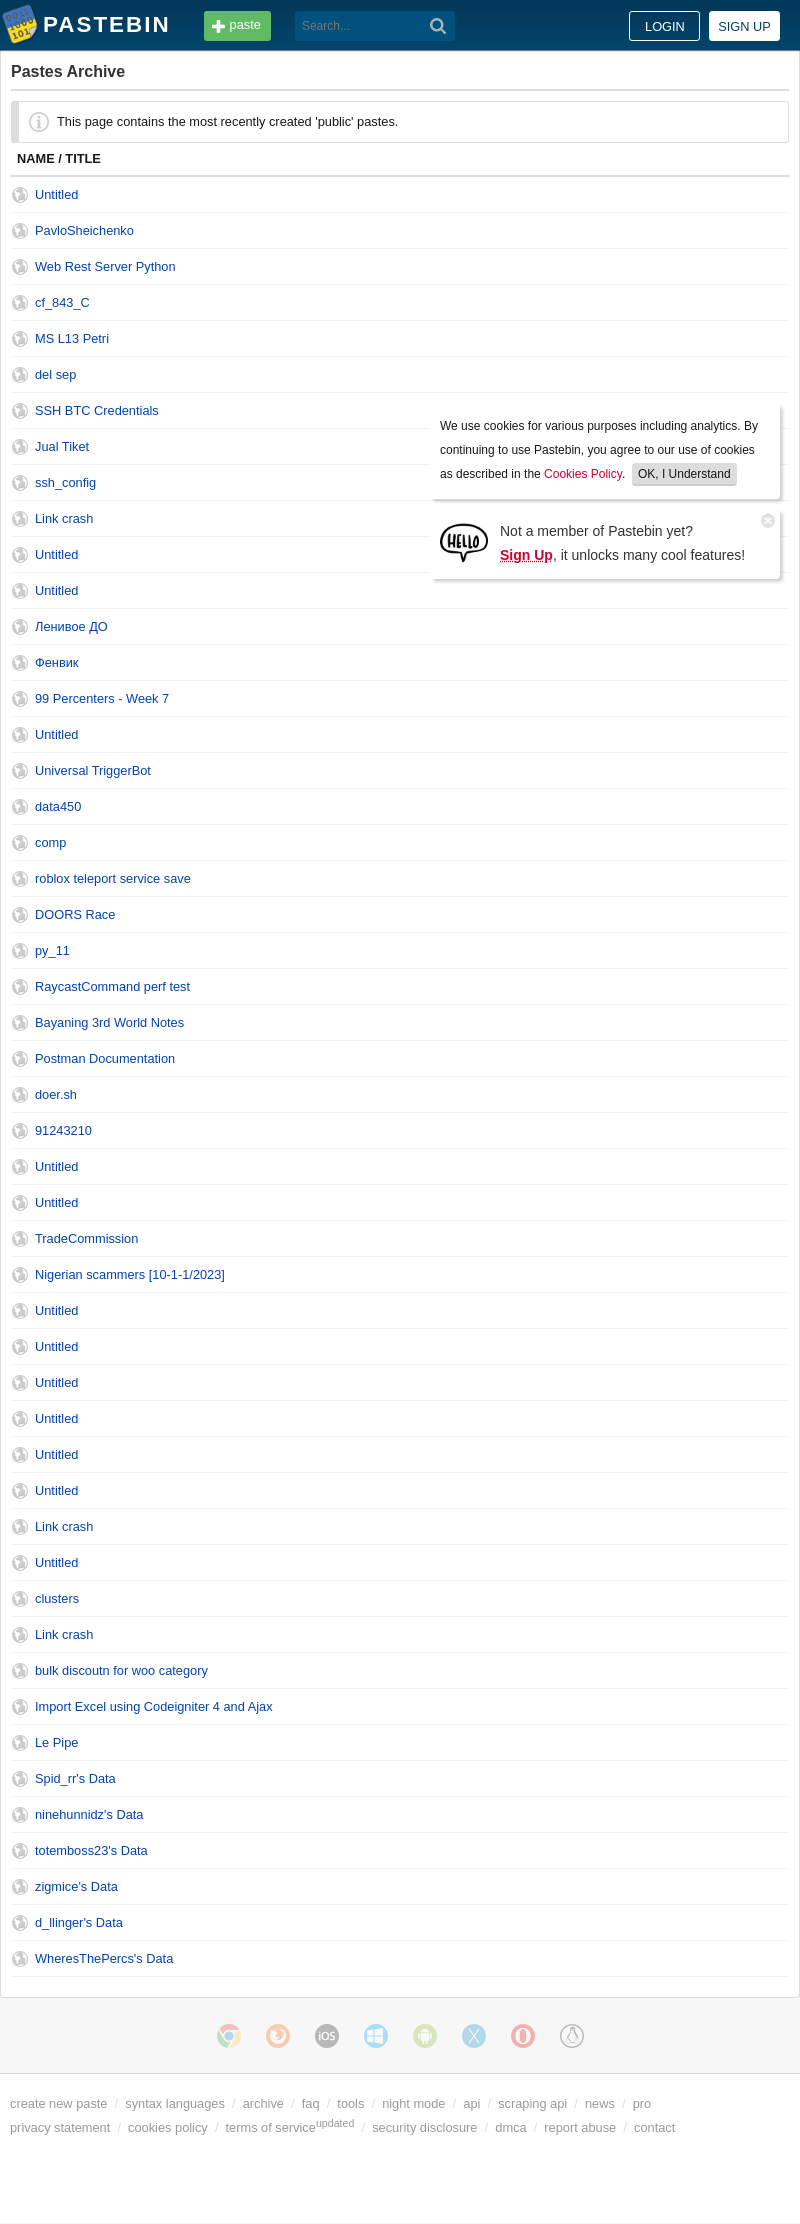 PASTEBIN
paste
Search...
LOGIN
SIGN UP
Pastes Archive
This page contains the most recently created 'public' pastes.
NAME / TITLE
Untitled
PavloSheichenko
Web Rest Server Python
cf_843_C
MS L13 Petri
del sep
SSH BTC Credentials
Jual Tiket
ssh_config
Link crash
Untitled
Untitled
Ленивое ДО
Фенвик
99 Percenters - Week 7
Untitled
Universal TriggerBot
data450
comp
roblox teleport service save
DOORS Race
py_11
RaycastCommand perf test
Bayaning 3rd World Notes
Postman Documentation
doer.sh
91243210
Untitled
Untitled
TradeCommission
Nigerian scammers [10-1-1/2023]
Untitled
Untitled
Untitled
Untitled
Untitled
Untitled
Link crash
Untitled
clusters
Link crash
bulk discoutn for woo category
Import Excel using Codeigniter 4 and Ajax
Le Pipe
Spid_rr's Data
ninehunnidz's Data
totemboss23's Data
zigmice's Data
d_llinger's Data
WheresThePercs's Data
We use cookies for various purposes including analytics. By
continuing to use Pastebin, you agree to our use of cookies
as described in the Cookies Policy. OK, I Understand
HELLO
Not a member of Pastebin yet?
Sign Up, it unlocks many cool features!
iOS
create new paste / syntax languages / archive / faq / tools / night mode / api / scraping api / news / pro
privacy statement / cookies policy / terms of serviceupdated / security disclosure / dmca / report abuse / contact